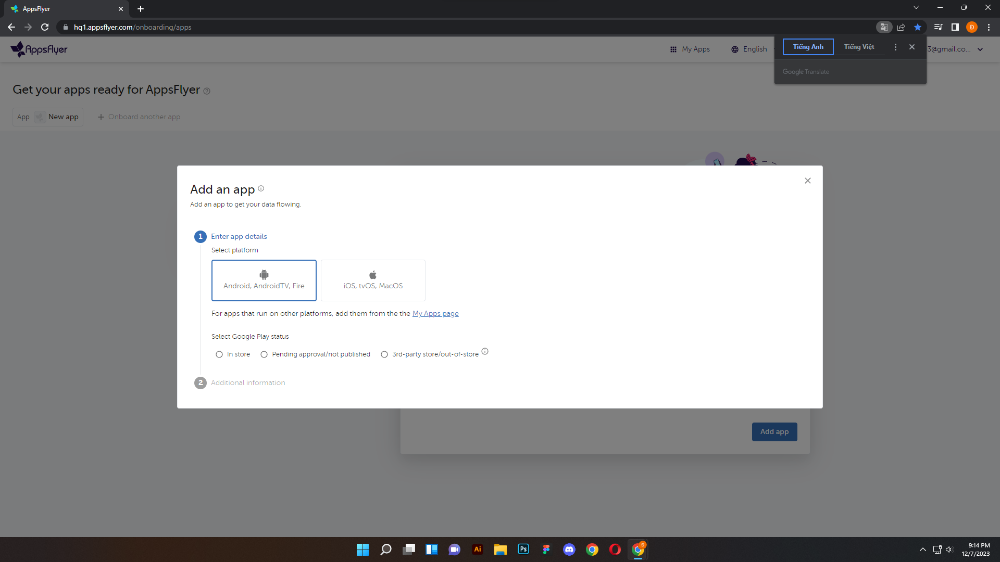 AppsFlyer
hq1.appsflyer.com/onboarding/apps
Đ
AppsFlyer
My Apps
English
3@gmail.co...
Tiếng Anh
Tiếng Việt
Google Translate
Get your apps ready for AppsFlyer
App
New app
Onboard another app
Add an app
Add an app to get your data flowing.
1 Enter app details
Select platform
Android, AndroidTV, Fire
iOS, tvOS, MacOS
For apps that run on other platforms, add them from the the My Apps page
Select Google Play status
In store
Pending approval/not published
3rd-party store/out-of-store
2 Additional information
Add app
Ai
Ps
Đ
9:14 PM
12/7/2023